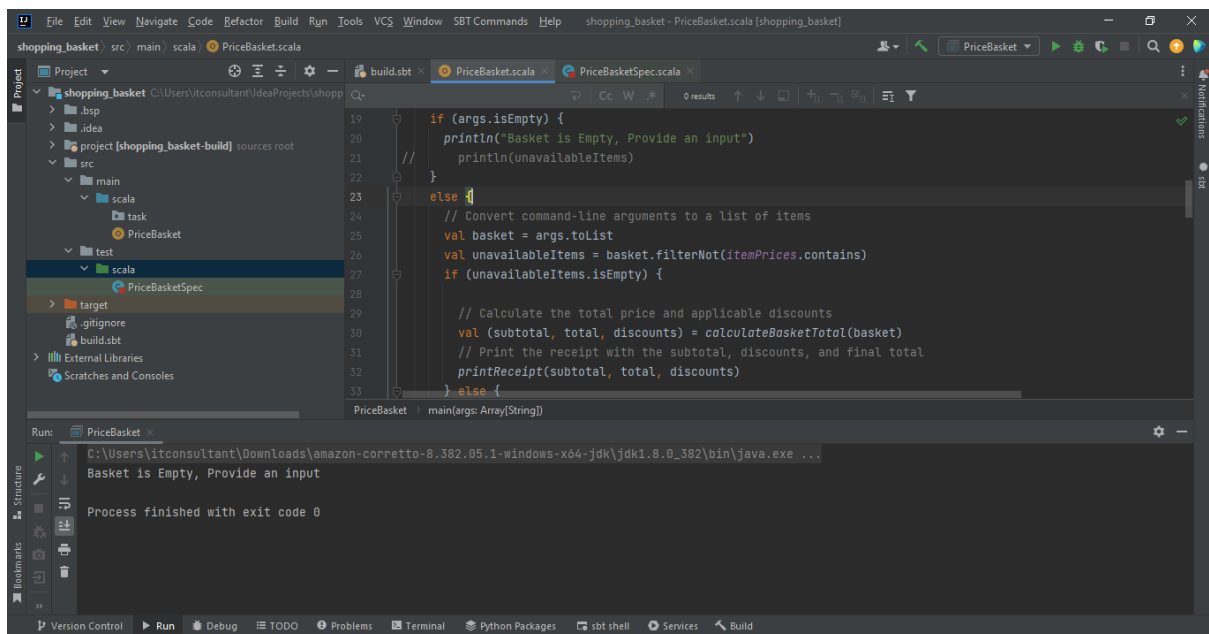 File Edit View Navigate Code Refactor Build Run Tools VCS Window SBT Commands Help shopping_basket - PriceBasket.scala [shopping_basket]
shopping_basket src main scala PriceBasket.scala PriceBasket
Project build.sbt PriceBasket.scala PriceBasketSpec.scala
shopping_basket C:\Users\itconsultant\IdeaProjects\shopp
.bsp
.idea
project [shopping_basket-build] sources root
src
main
scala
task
PriceBasket
test
scala
PriceBasketSpec
target
.gitignore
build.sbt
External Libraries
Scratches and Consoles
Cc W .* 0 results
19 if (args.isEmpty) {
20 println("Basket is Empty, Provide an input")
21 // println(unavailableItems)
22 }
23 else {
24 // Convert command-line arguments to a list of items
25 val basket = args.toList
26 val unavailableItems = basket.filterNot(itemPrices.contains)
27 if (unavailableItems.isEmpty) {
28
29 // Calculate the total price and applicable discounts
30 val (subtotal, total, discounts) = calculateBasketTotal(basket)
31 // Print the receipt with the subtotal, discounts, and final total
32 printReceipt(subtotal, total, discounts)
33 } else {
PriceBasket main(args: Array[String])
Run: PriceBasket
C:\Users\itconsultant\Downloads\amazon-corretto-8.382.05.1-windows-x64-jdk\jdk1.8.0_382\bin\java.exe ...
Basket is Empty, Provide an input
Process finished with exit code 0
Project
Structure
Bookmarks
Notifications
sbt
Version Control Run Debug TODO Problems Terminal Python Packages sbt shell Services Build